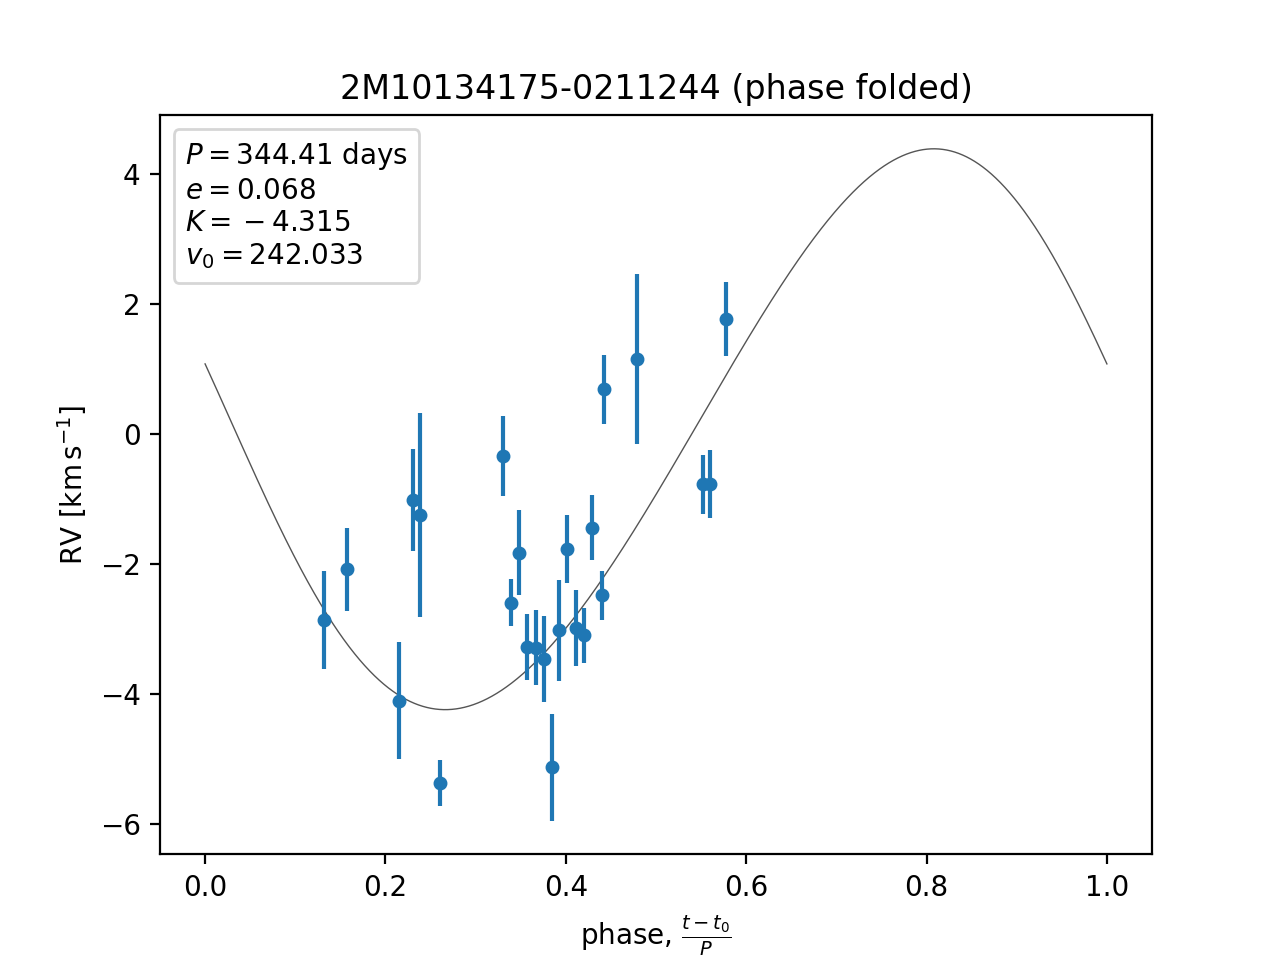 2M10134175-0211244 (phase folded)
P = 344.41 days
e = 0.068
K = −4.315
v₀ = 242.033
4
2
0
−2
−4
−6
RV [km s⁻¹]
0.0 0.2 0.4 0.6 0.8 1.0
phase, (t − t₀)/P